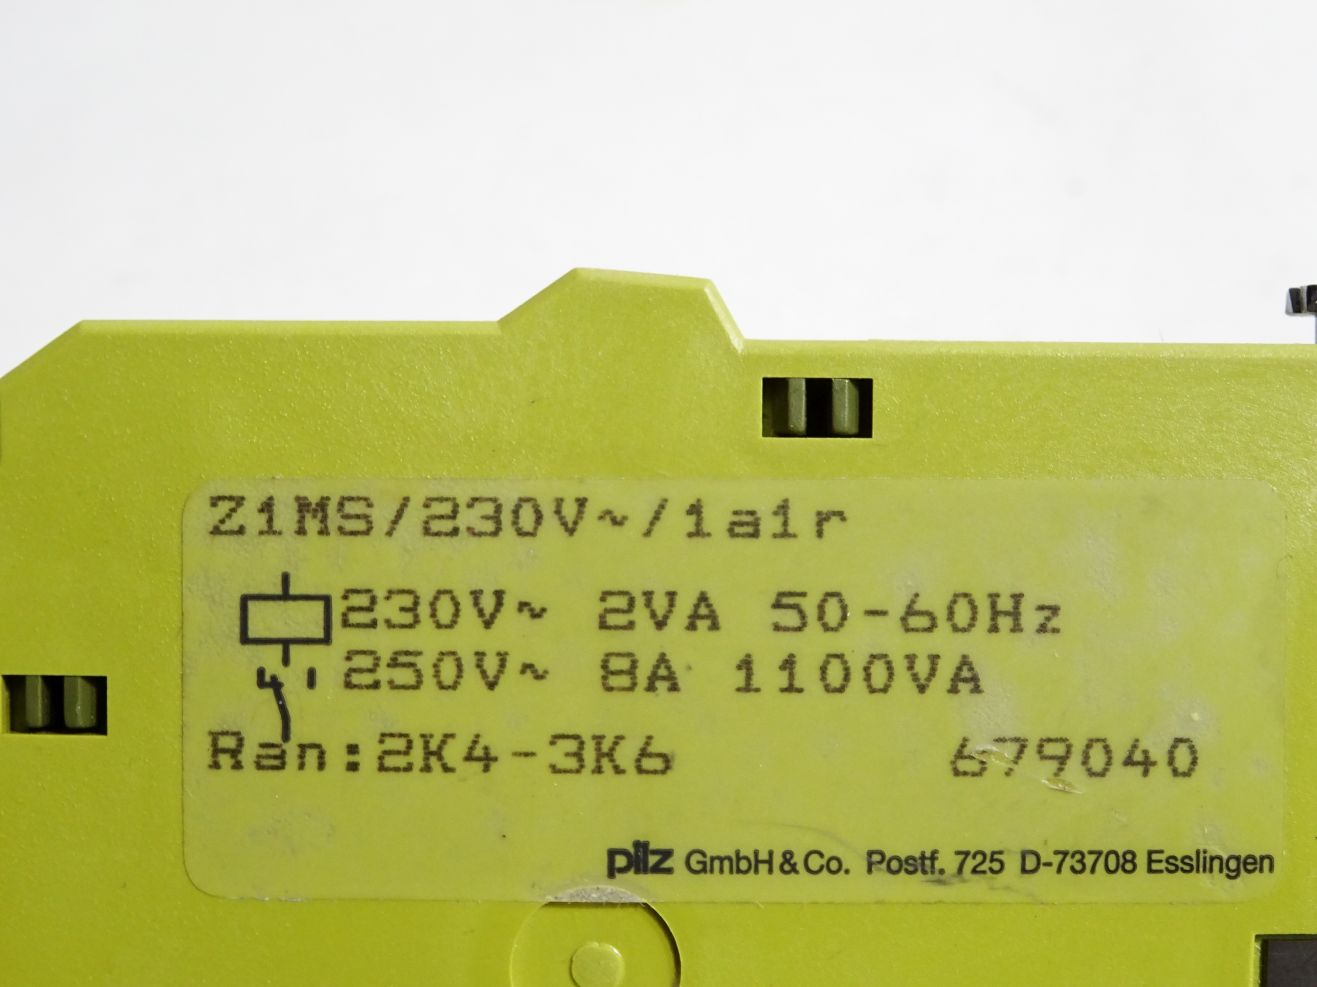 Z1MS/230V~/1a1r
230V~ 2VA 50-60Hz
250V~ 8A 1100VA
Ran:2K4-3K6 679040
pilz GmbH & Co. Postf. 725 D-73708 Esslingen